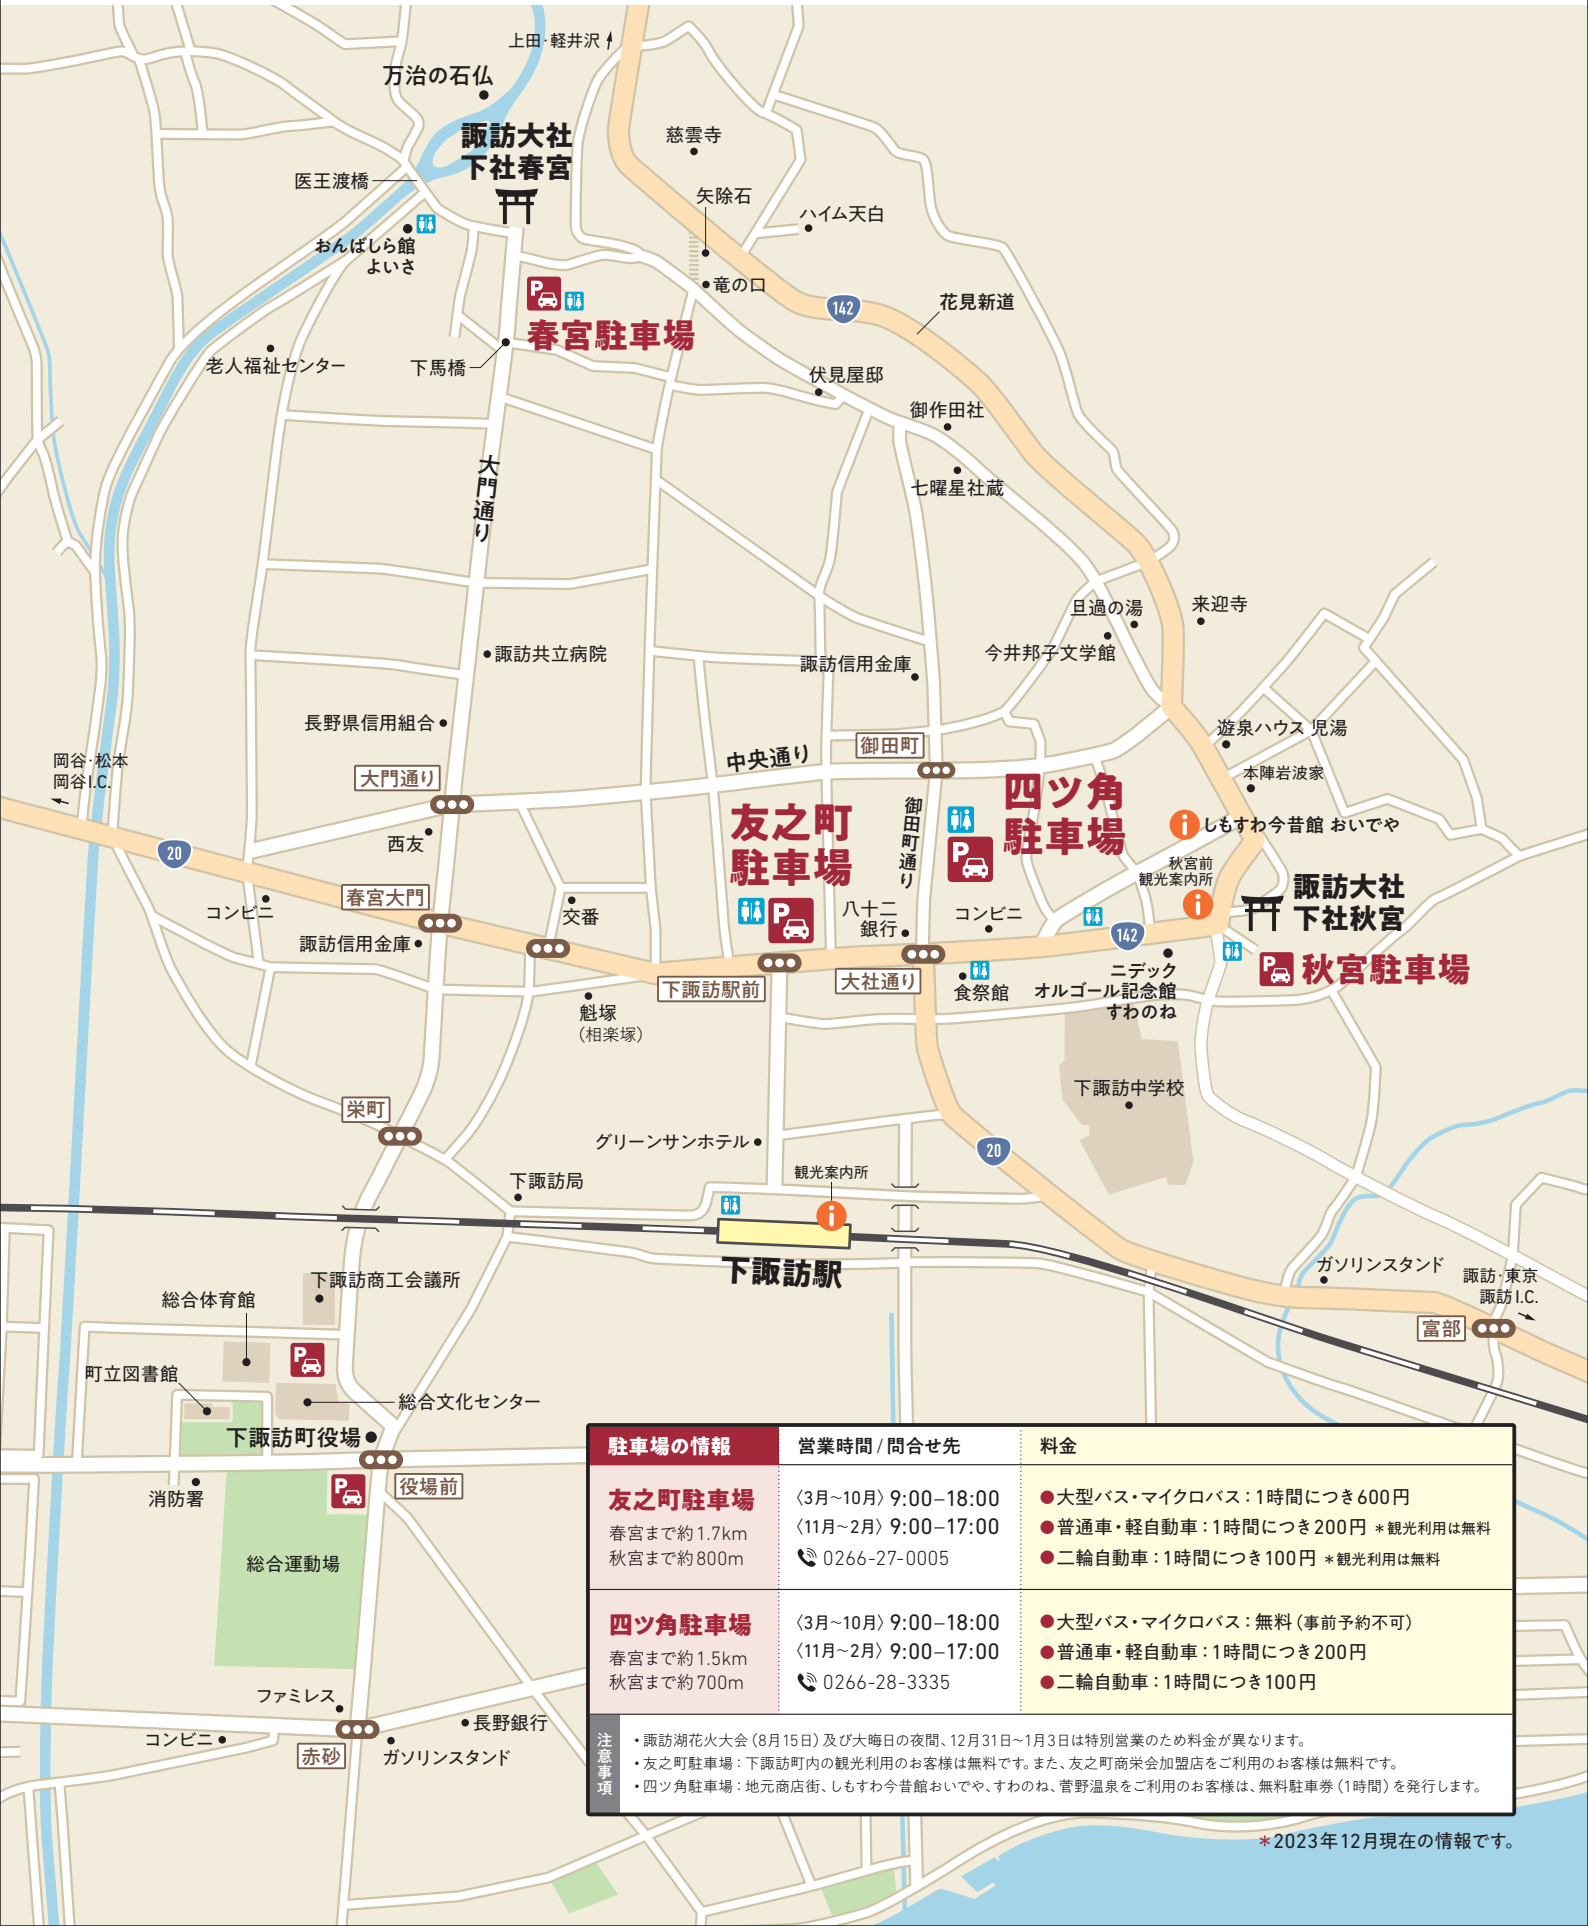 上田・軽井沢
万治の石仏
諏訪大社
下社春宮
慈雲寺
医王渡橋
矢除石
ハイム天白
おんばしら館
よいさ
竜の口
P
春宮駐車場
142
花見新道
老人福祉センター
下馬橋
伏見屋邸
御作田社
七曜星社蔵
大門通り
旦過の湯
来迎寺
今井邦子文学館
諏訪共立病院
諏訪信用金庫
長野県信用組合
遊泉ハウス 児湯
岡谷・松本
岡谷I.C.
大門通り
中央通り
御田町
本陣岩波家
四ツ角
駐車場
P
友之町
駐車場
P
御田町通り
i
しもすわ今昔館 おいでや
西友
20
秋宮前
観光案内所
i
諏訪大社
下社秋宮
春宮大門
コンビニ
交番
八十二
銀行
コンビニ
142
諏訪信用金庫
P
秋宮駐車場
下諏訪駅前
大社通り
食祭館
ニデック
オルゴール記念館
すわのね
魁塚
（相楽塚）
下諏訪中学校
栄町
グリーンサンホテル
20
観光案内所
i
下諏訪局
下諏訪駅
下諏訪商工会議所
総合体育館
ガソリンスタンド
諏訪・東京
諏訪I.C.
富部
P
町立図書館
総合文化センター
下諏訪町役場
役場前
P
消防署
総合運動場
ファミレス
長野銀行
コンビニ
赤砂
ガソリンスタンド
駐車場の情報
営業時間/問合せ先
料金
友之町駐車場
春宮まで約1.7km
秋宮まで約800m
〈3月〜10月〉9:00–18:00
〈11月〜2月〉9:00–17:00
0266-27-0005
●大型バス・マイクロバス：1時間につき600円
●普通車・軽自動車：1時間につき200円 ＊観光利用は無料
●二輪自動車：1時間につき100円 ＊観光利用は無料
四ツ角駐車場
春宮まで約1.5km
秋宮まで約700m
〈3月〜10月〉9:00–18:00
〈11月〜2月〉9:00–17:00
0266-28-3335
●大型バス・マイクロバス：無料（事前予約不可）
●普通車・軽自動車：1時間につき200円
●二輪自動車：1時間につき100円
注意事項
・諏訪湖花火大会（8月15日）及び大晦日の夜間、12月31日〜1月3日は特別営業のため料金が異なります。
・友之町駐車場：下諏訪町内の観光利用のお客様は無料です。また、友之町商栄会加盟店をご利用のお客様は無料です。
・四ツ角駐車場：地元商店街、しもすわ今昔館おいでや、すわのね、菅野温泉をご利用のお客様は、無料駐車券（1時間）を発行します。
＊2023年12月現在の情報です。